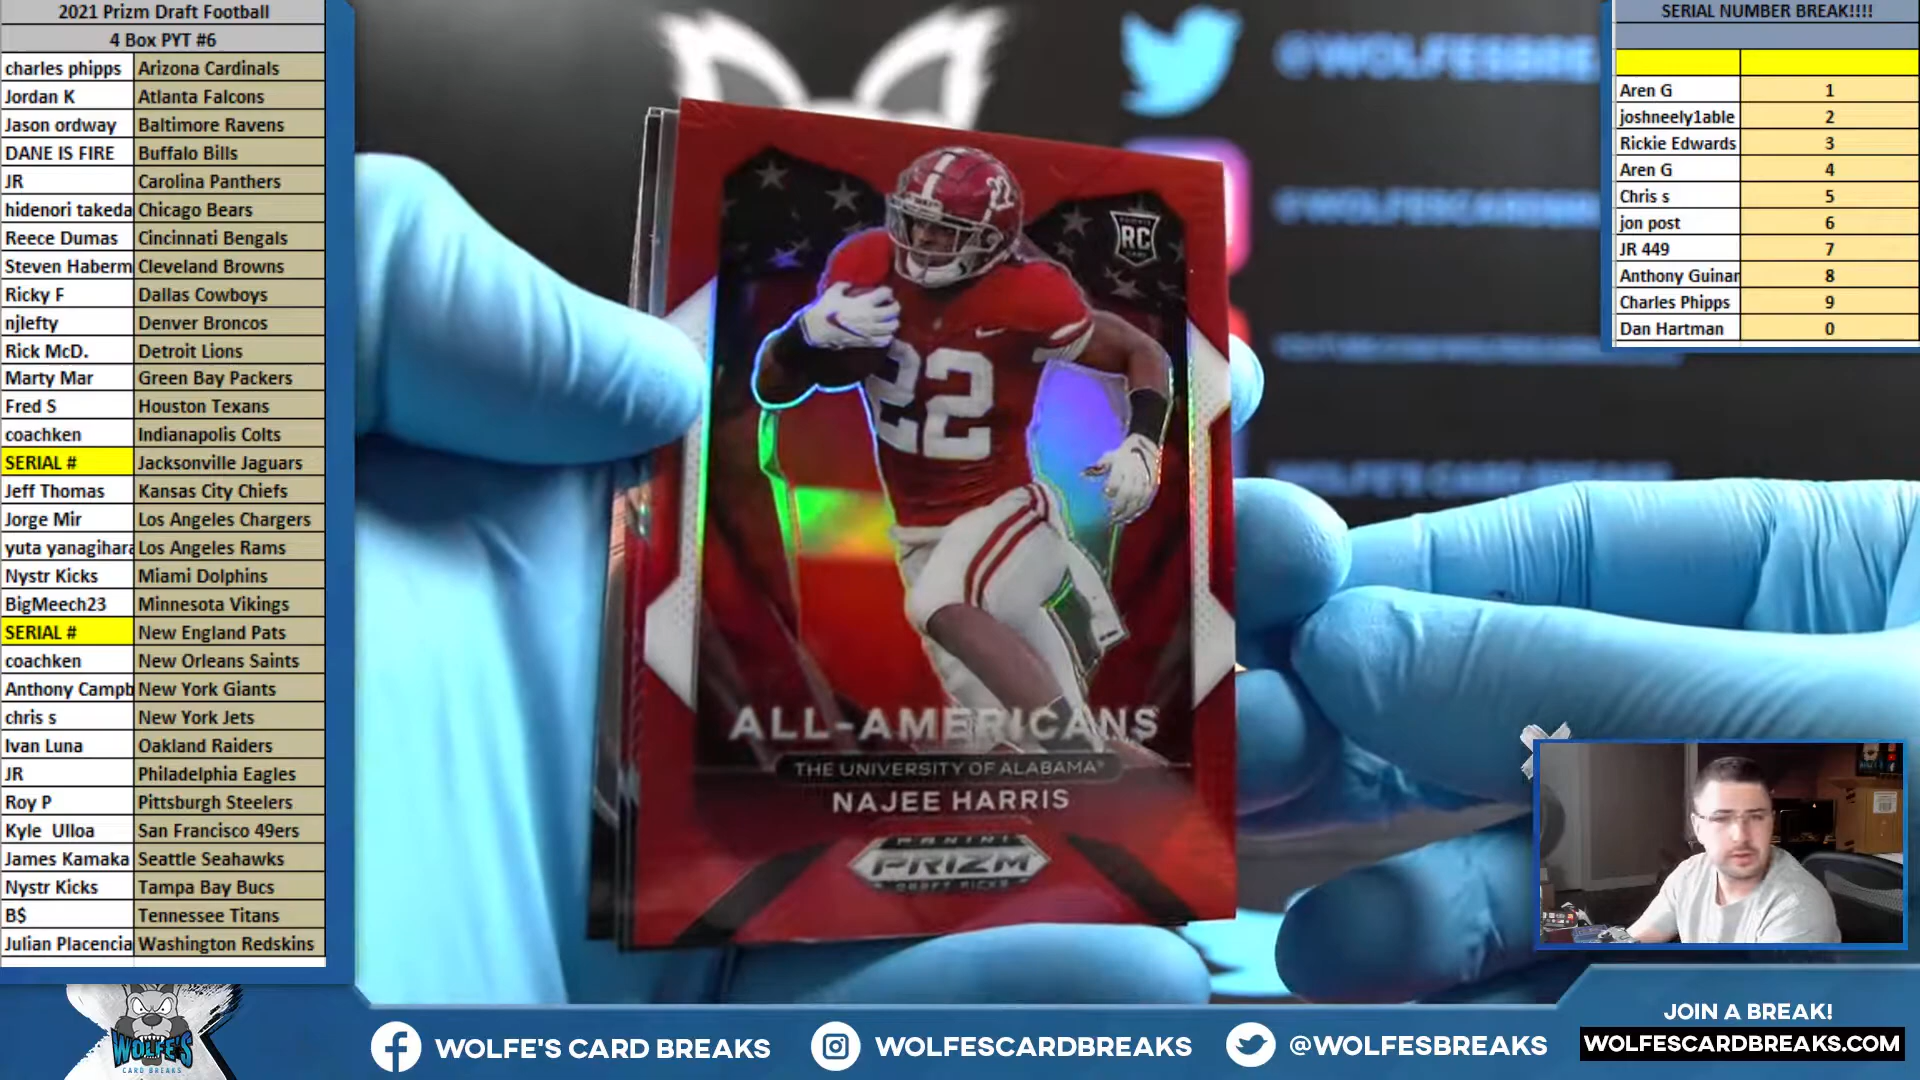 2021 Prizm Draft Football
4 Box PYT #6
charles phipps Arizona Cardinals
Jordan K Atlanta Falcons
Jason ordway Baltimore Ravens
DANE IS FIRE Buffalo Bills
JR Carolina Panthers
hidenori takeda Chicago Bears
Reece Dumas Cincinnati Bengals
Steven Haberm Cleveland Browns
Ricky F Dallas Cowboys
njlefty Denver Broncos
Rick McD. Detroit Lions
Marty Mar Green Bay Packers
Fred S Houston Texans
coachken Indianapolis Colts
SERIAL # Jacksonville Jaguars
Jeff Thomas Kansas City Chiefs
Jorge Mir Los Angeles Chargers
yuta yanagihara Los Angeles Rams
Nystr Kicks Miami Dolphins
BigMeech23 Minnesota Vikings
SERIAL # New England Pats
coachken New Orleans Saints
Anthony Campb New York Giants
chris s New York Jets
Ivan Luna Oakland Raiders
JR Philadelphia Eagles
Roy P Pittsburgh Steelers
Kyle Ulloa San Francisco 49ers
James Kamaka Seattle Seahawks
Nystr Kicks Tampa Bay Bucs
B$ Tennessee Titans
Julian Placencia Washington Redskins
@WOLFESBRE
22
RC
22
ALL-AMERICANS
THE UNIVERSITY OF ALABAMA®
NAJEE HARRIS
PANINI
PRIZM
DRAFT PICKS
SERIAL NUMBER BREAK!!!!
Aren G 1
joshneely1able 2
Rickie Edwards 3
Aren G 4
Chris s 5
jon post 6
JR 449 7
Anthony Guinar 8
Charles Phipps 9
Dan Hartman 0
WOLFE'S
CARD BREAKS
WOLFE'S CARD BREAKS
WOLFESCARDBREAKS
@WOLFESBREAKS
JOIN A BREAK!
WOLFESCARDBREAKS.COM